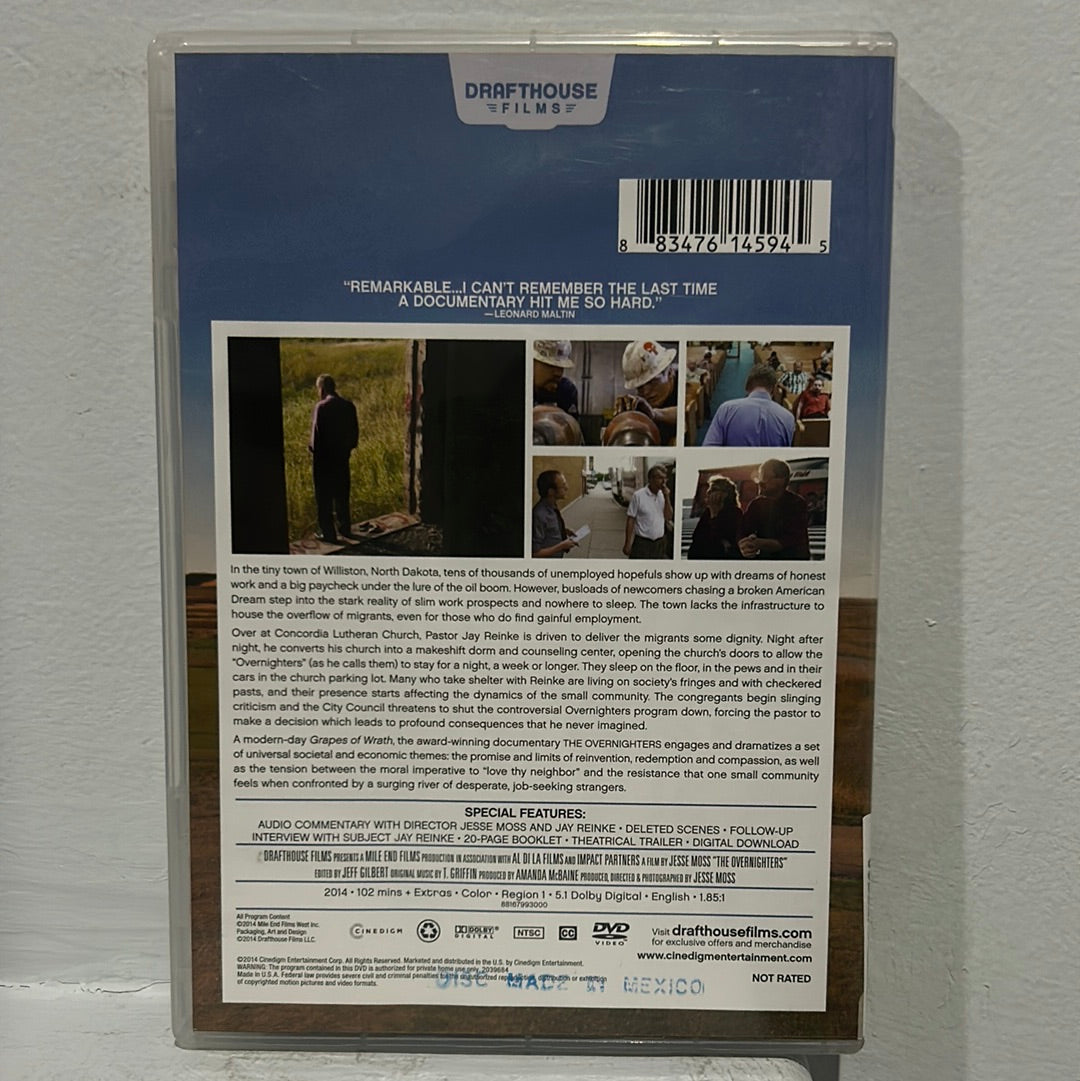 DRAFTHOUSE
FILMS
8 83476 14594 5
“REMARKABLE...I CAN’T REMEMBER THE LAST TIME
A DOCUMENTARY HIT ME SO HARD.”
—LEONARD MALTIN
In the tiny town of Williston, North Dakota, tens of thousands of unemployed hopefuls show up with dreams of honest
work and a big paycheck under the lure of the oil boom. However, busloads of newcomers chasing a broken American
Dream step into the stark reality of slim work prospects and nowhere to sleep. The town lacks the infrastructure to
house the overflow of migrants, even for those who do find gainful employment.
Over at Concordia Lutheran Church, Pastor Jay Reinke is driven to deliver the migrants some dignity. Night after
night, he converts his church into a makeshift dorm and counseling center, opening the church’s doors to allow the
“Overnighters” (as he calls them) to stay for a night, a week or longer. They sleep on the floor, in the pews and in their
cars in the church parking lot. Many who take shelter with Reinke are living on society’s fringes and with checkered
pasts, and their presence starts affecting the dynamics of the small community. The congregants begin slinging
criticism and the City Council threatens to shut the controversial Overnighters program down, forcing the pastor to
make a decision which leads to profound consequences that he never imagined.
A modern-day Grapes of Wrath, the award-winning documentary THE OVERNIGHTERS engages and dramatizes a set
of universal societal and economic themes: the promise and limits of reinvention, redemption and compassion, as well
as the tension between the moral imperative to “love thy neighbor” and the resistance that one small community
feels when confronted by a surging river of desperate, job-seeking strangers.
SPECIAL FEATURES:
AUDIO COMMENTARY WITH DIRECTOR JESSE MOSS AND JAY REINKE • DELETED SCENES • FOLLOW-UP
INTERVIEW WITH SUBJECT JAY REINKE • 20-PAGE BOOKLET • THEATRICAL TRAILER • DIGITAL DOWNLOAD
DRAFTHOUSE FILMS PRESENTS A MILE END FILMS PRODUCTION IN ASSOCIATION WITH AL DI LA FILMS AND IMPACT PARTNERS A FILM BY JESSE MOSS "THE OVERNIGHTERS"
EDITED BY JEFF GILBERT ORIGINAL MUSIC BY T. GRIFFIN PRODUCED BY AMANDA McBAINE PRODUCED, DIRECTED & PHOTOGRAPHED BY JESSE MOSS
2014 • 102 mins + Extras • Color • Region 1 • 5.1 Dolby Digital • English • 1.85:1
88167993000
All Program Content
©2014 Mile End Films West Inc.
Packaging, Art and Design
©2014 Drafthouse Films LLC.
CINEDIGM
DOLBY
DIGITAL
NTSC
CC
DVD
VIDEO
Visit drafthousefilms.com
for exclusive offers and merchandise
www.cinedigmentertainment.com
©2014 Cinedigm Entertainment Corp. All Rights Reserved. Marketed and distributed in the U.S. by Cinedigm Entertainment.
WARNING: The program contained in this DVD is authorized for private home use only. 2039684
Made in U.S.A. Federal law provides severe civil and criminal penalties for the unauthorized reproduction, distribution or exhibition
of copyrighted motion pictures and video formats.
DISC MADE IN MEXICO
NOT RATED